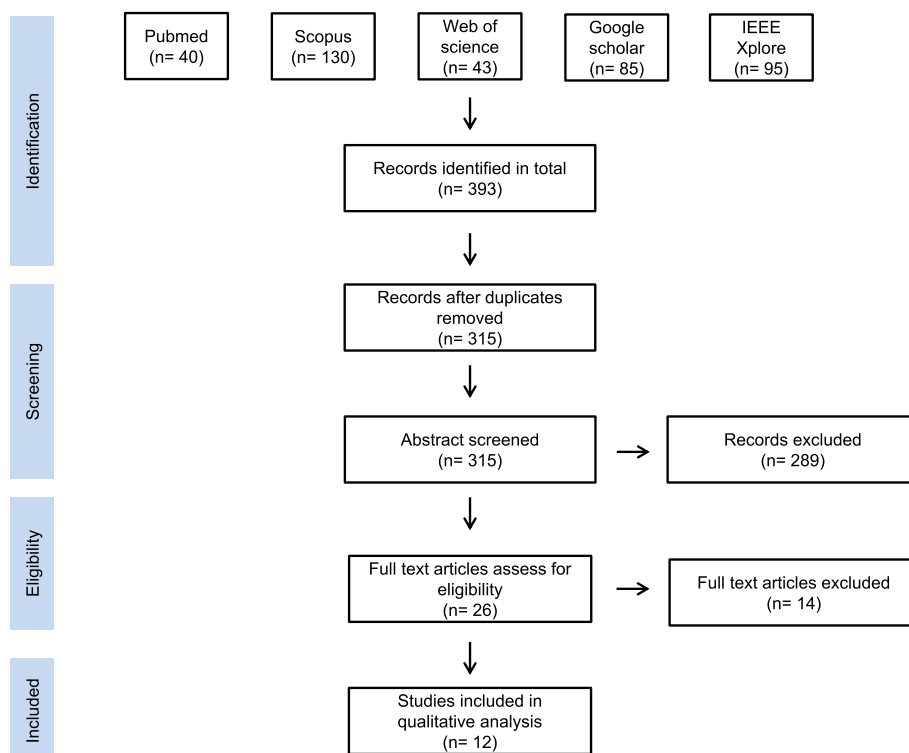 Pubmed
(n= 40)
Scopus
(n= 130)
Web of
science
(n= 43)
Google
scholar
(n= 85)
IEEE
Xplore
(n= 95)
Identification
Records identified in total
(n= 393)
Screening
Records after duplicates
removed
(n= 315)
Abstract screened
(n= 315)
Records excluded
(n= 289)
Eligibility
Full text articles assess for
eligibility
(n= 26)
Full text articles excluded
(n= 14)
Included
Studies included in
qualitative analysis
(n= 12)